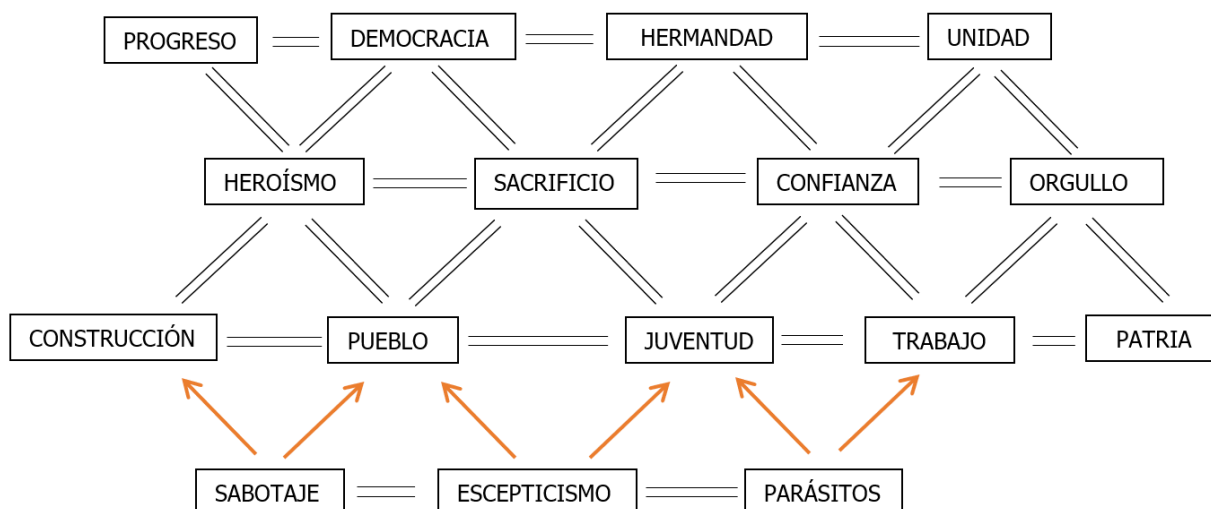 PROGRESO DEMOCRACIA HERMANDAD UNIDAD
HEROÍSMO SACRIFICIO CONFIANZA ORGULLO
CONSTRUCCIÓN PUEBLO JUVENTUD TRABAJO PATRIA
SABOTAJE ESCEPTICISMO PARÁSITOS